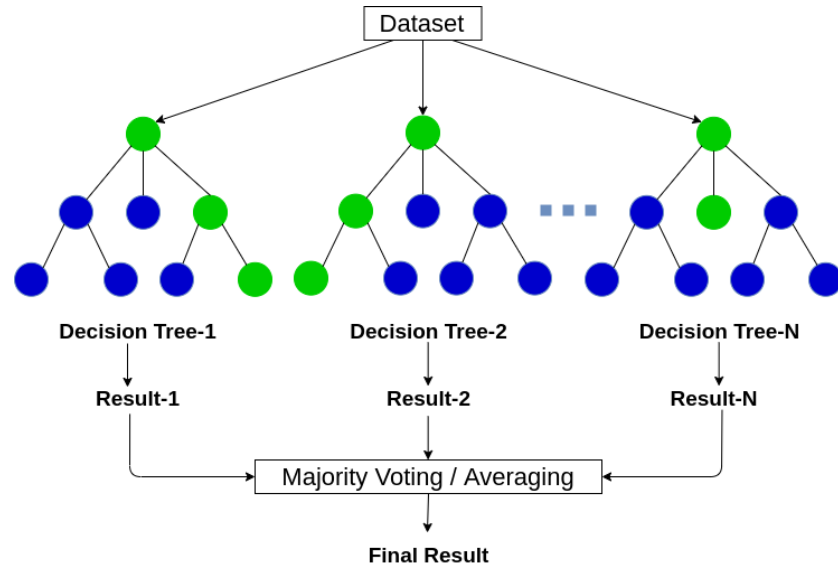 Dataset
Decision Tree-1
Decision Tree-2
Decision Tree-N
Result-1
Result-2
Result-N
Majority Voting / Averaging
Final Result